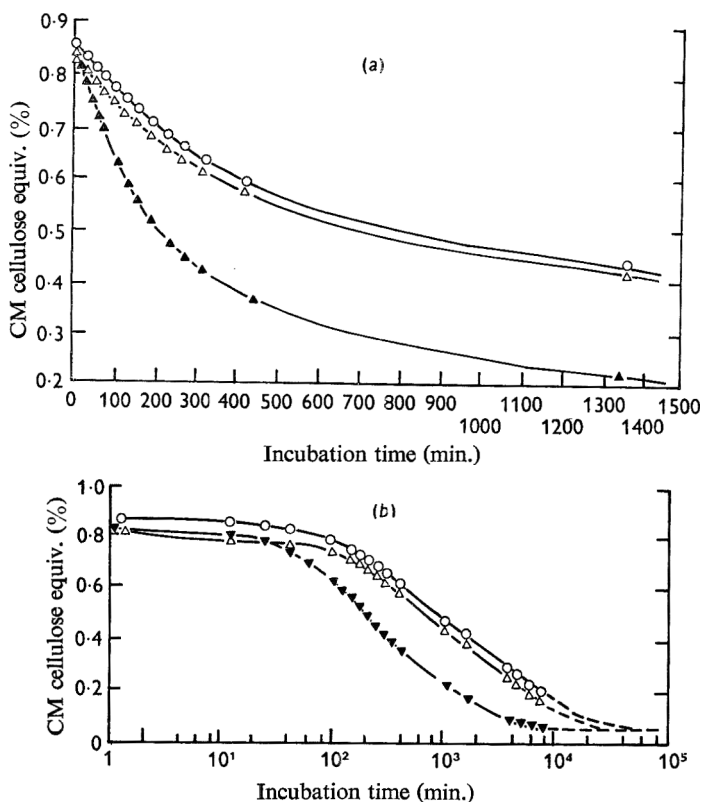 (a)
CM cellulose equiv. (%)
0·9
0·8
0·7
0·6
0·5
0·4
0·3
0·2
0 100 200 300 400 500 600 700 800 900 1100 1300 1500
1000 1200 1400
Incubation time (min.)
(b)
CM cellulose equiv. (%)
1·0
0·8
0·6
0·4
0·2
0
1 10¹ 10² 10³ 10⁴ 10⁵
Incubation time (min.)